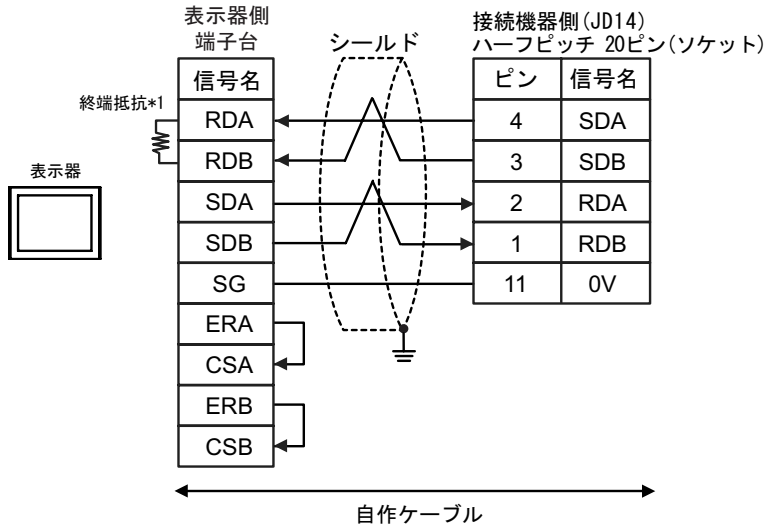 表示器側
端子台
シールド
接続機器側(JD14)
ハーフピッチ 20ピン(ソケット)
信号名
ピン 信号名
終端抵抗*1
RDA
4 SDA
RDB
3 SDB
表示器
SDA
2 RDA
SDB
1 RDB
SG
11 0V
ERA
CSA
ERB
CSB
自作ケーブル